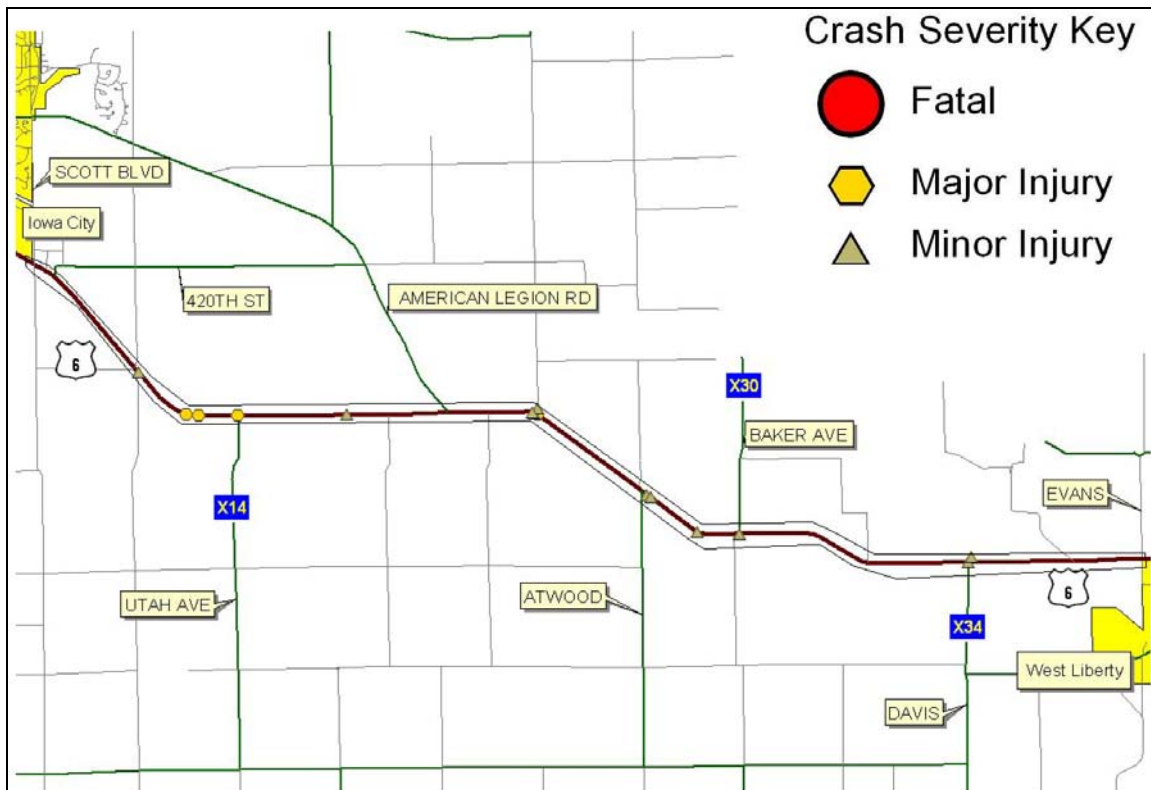 Crash Severity Key
Fatal
Major Injury
Minor Injury
SCOTT BLVD
Iowa City
420TH ST
AMERICAN LEGION RD
6
X30
BAKER AVE
EVANS
X14
UTAH AVE
ATWOOD
6
X34
West Liberty
DAVIS